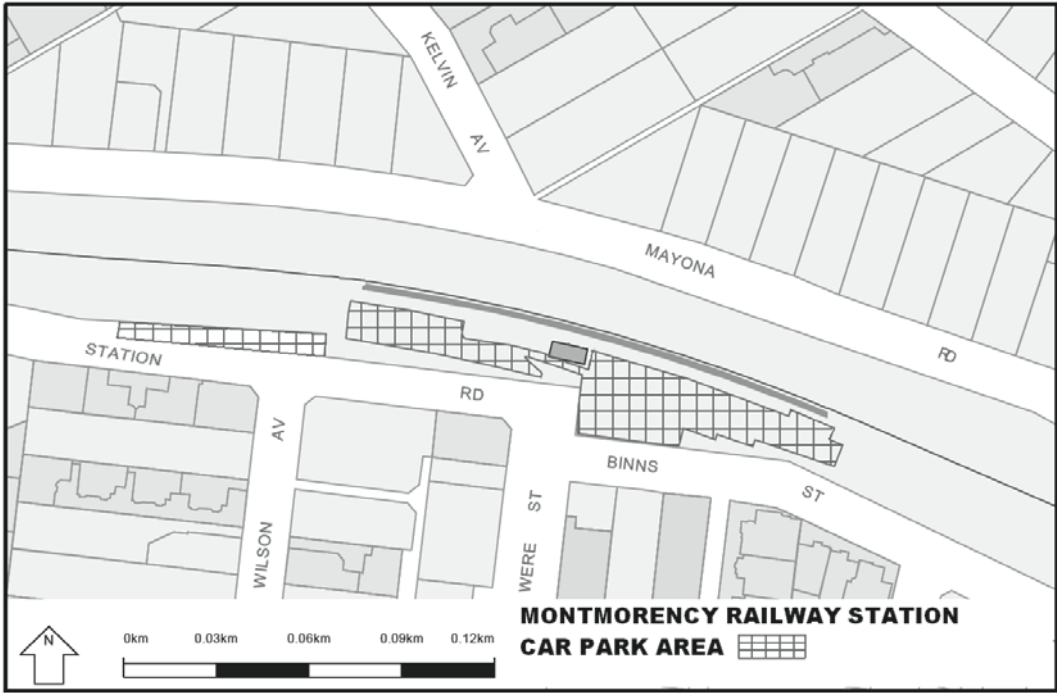 KELVIN
AV
MAYONA
RD
STATION
RD
AV
WILSON
BINNS
ST
ST
WERE
MONTMORENCY RAILWAY STATION
CAR PARK AREA
N
0km 0.03km 0.06km 0.09km 0.12km